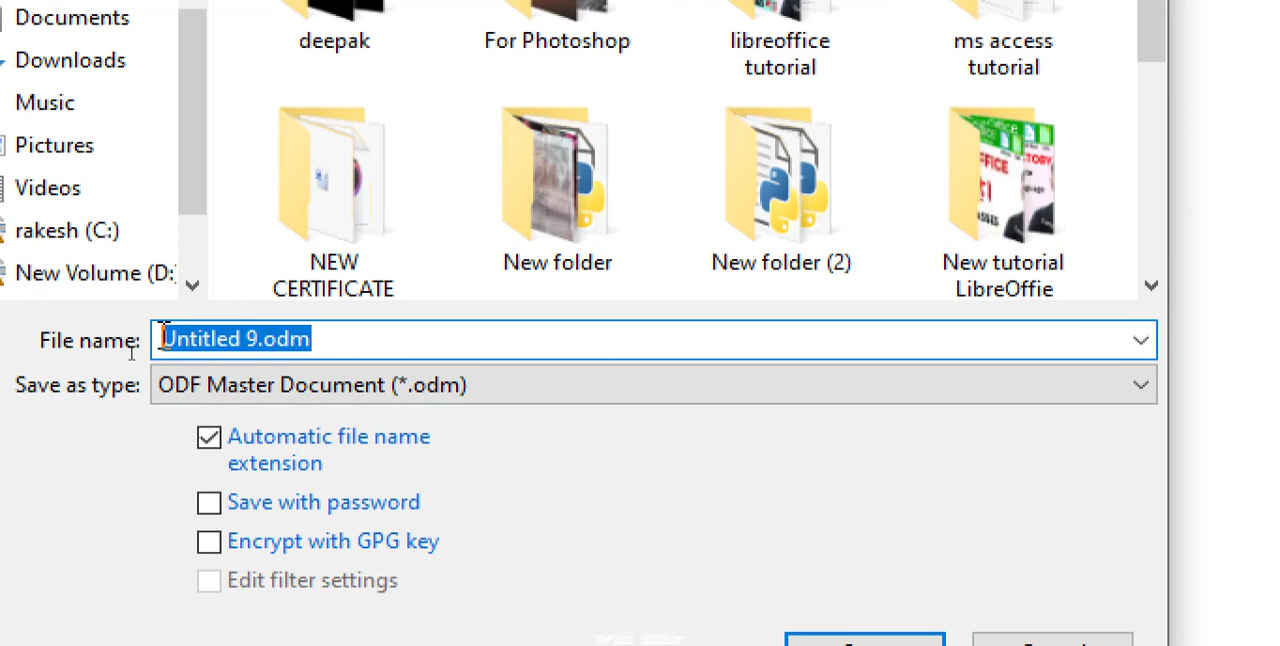 Documents
Downloads
Music
Pictures
Videos
rakesh (C:)
New Volume (D:
deepak
For Photoshop
libreoffice
tutorial
ms access
tutorial
NEW
CERTIFICATE
New folder
New folder (2)
New tutorial
LibreOffie
File name:
Untitled 9.odm
Save as type:
ODF Master Document (*.odm)
Automatic file name
extension
Save with password
Encrypt with GPG key
Edit filter settings